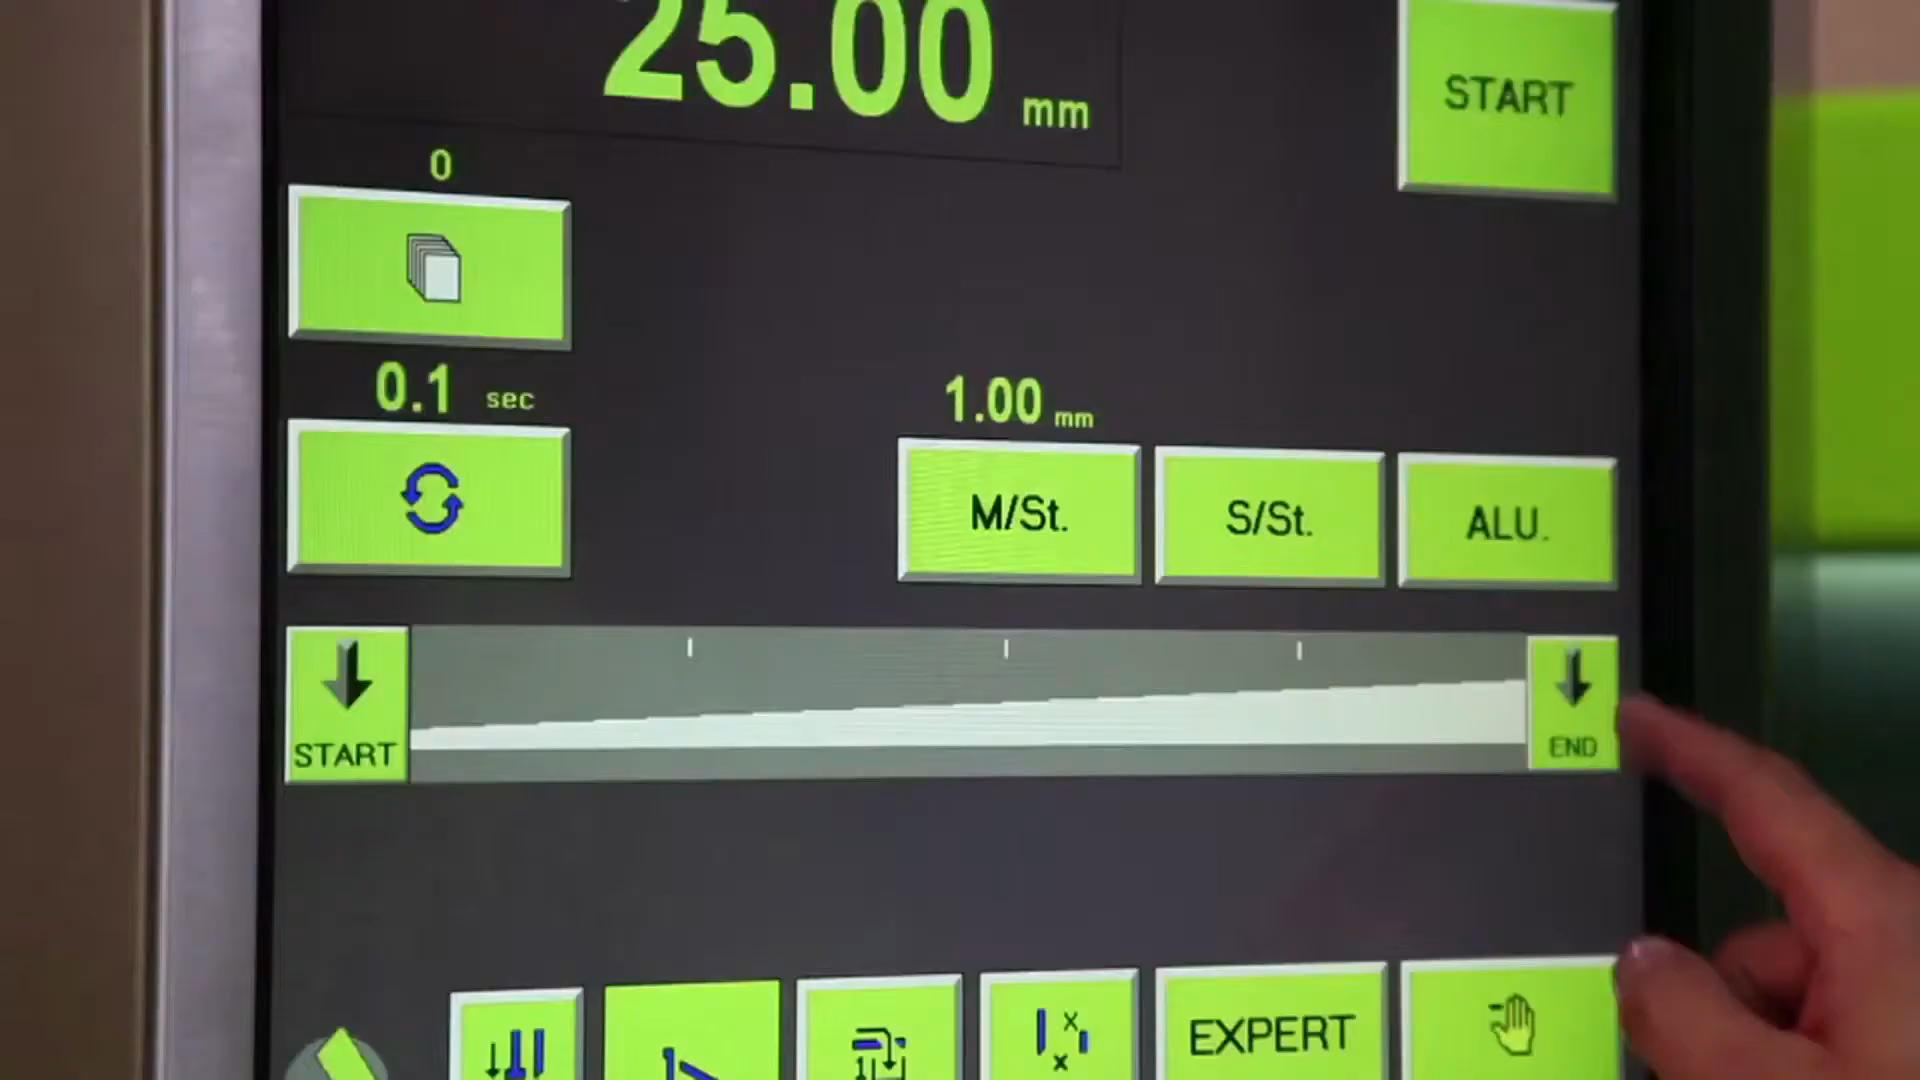 25.00 mm
START
0
0.1 sec
1.00 mm
M/St. S/St. ALU.
START END
EXPERT